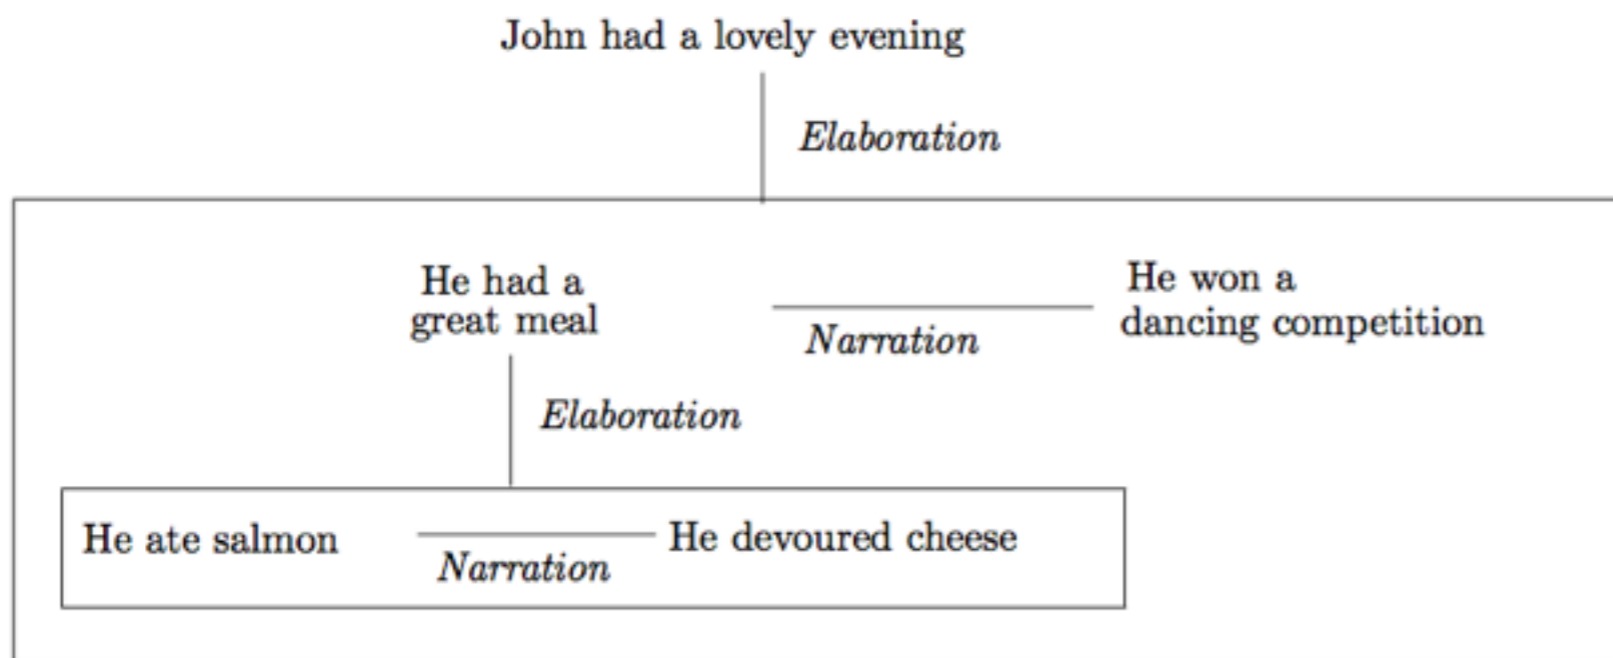 John had a lovely evening
Elaboration
He had a
great meal
Narration
He won a
dancing competition
Elaboration
He ate salmon
Narration
He devoured cheese